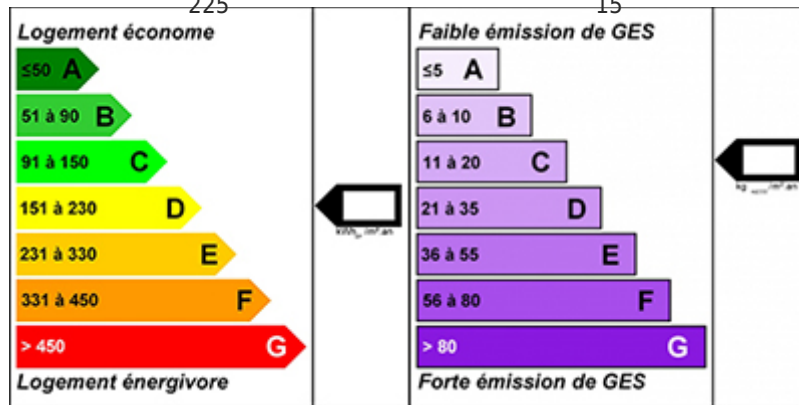 225
Logement économe
≤50 A
51 à 90 B
91 à 150 C
151 à 230 D
231 à 330 E
331 à 450 F
> 450 G
Logement énergivore
15
Faible émission de GES
≤5 A
6 à 10 B
11 à 20 C
21 à 35 D
36 à 55 E
56 à 80 F
> 80 G
Forte émission de GES